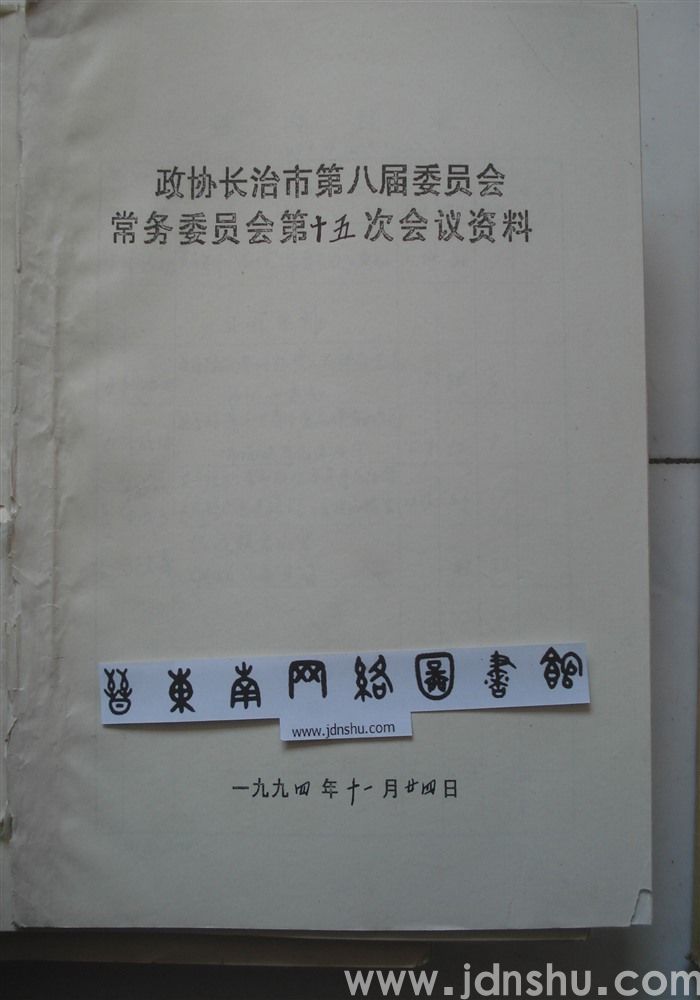 政协长治市第八届委员会
常务委员会第十五次会议资料
晉東南网络圖書館
www.jdnshu.com
一九九四年十一月廿四日
www.jdnshu.com